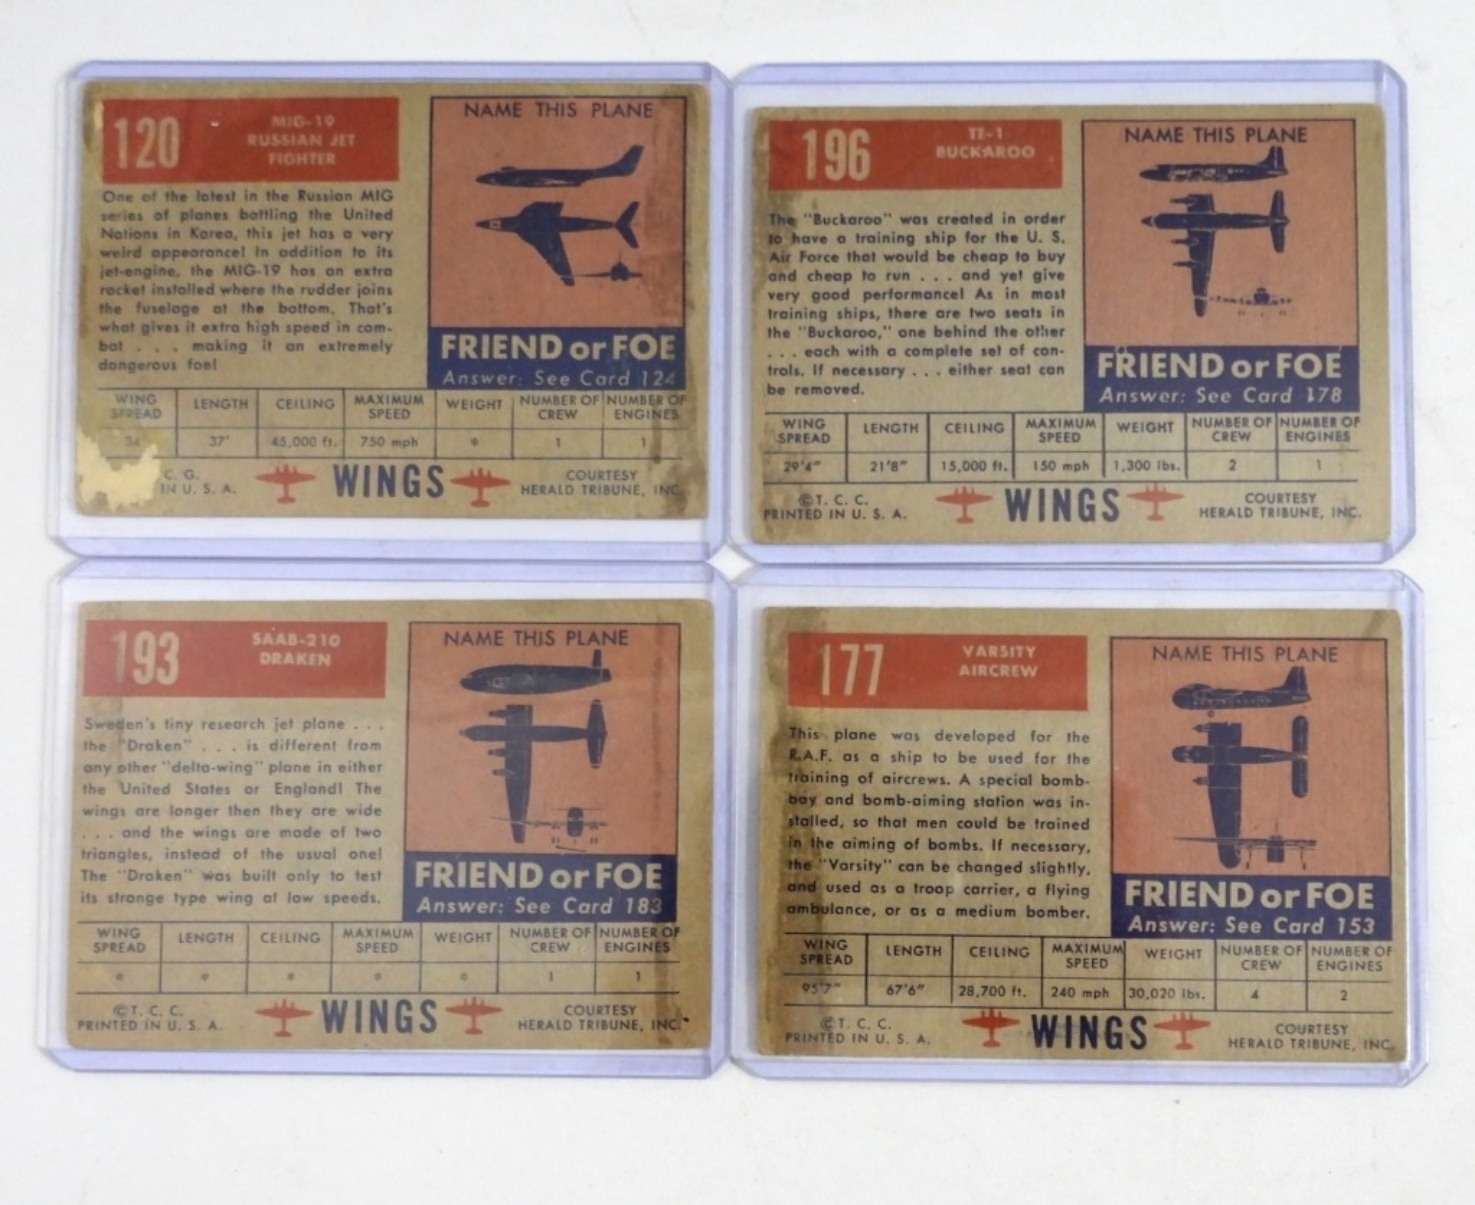 120
MIG-19
RUSSIAN JET
FIGHTER
One of the latest in the Russian MIG
series of planes battling the United
Nations in Korea, this jet has a very
weird appearance! In addition to its
jet-engine, the MIG-19 has an extra
rocket installed where the rudder joins
the fuselage at the bottom. That's
what gives it extra high speed in com-
bat . . . making it an extremely
dangerous foe!
NAME THIS PLANE
FRIEND or FOE
Answer: See Card 124
WING SPREAD LENGTH CEILING MAXIMUM SPEED WEIGHT NUMBER OF CREW NUMBER OF ENGINES
34 37' 45,000 ft. 750 mph * 1 1
C. G.
IN U. S. A.
WINGS
COURTESY
HERALD TRIBUNE, INC.
196
TE-1
BUCKAROO
The "Buckaroo" was created in order
to have a training ship for the U. S.
Air Force that would be cheap to buy
and cheap to run . . . and yet give
very good performance! As in most
training ships, there are two seats in
the "Buckaroo," one behind the other
. . . each with a complete set of con-
trols. If necessary . . . either seat can
be removed.
NAME THIS PLANE
FRIEND or FOE
Answer: See Card 178
WING SPREAD LENGTH CEILING MAXIMUM SPEED WEIGHT NUMBER OF CREW NUMBER OF ENGINES
29'4" 21'8" 15,000 ft. 150 mph 1,300 lbs. 2 1
©T. C. C.
PRINTED IN U. S. A.
WINGS
COURTESY
HERALD TRIBUNE, INC.
193
SAAB-210
DRAKEN
Sweden's tiny research jet plane . . .
the "Draken" . . . is different from
any other "delta-wing" plane in either
the United States or England! The
wings are longer then they are wide
. . . and the wings are made of two
triangles, instead of the usual one!
The "Draken" was built only to test
its strange type wing at low speeds.
NAME THIS PLANE
FRIEND or FOE
Answer: See Card 183
WING SPREAD LENGTH CEILING MAXIMUM SPEED WEIGHT NUMBER OF CREW NUMBER OF ENGINES
* * * * * 1 1
©T. C. C.
PRINTED IN U. S. A.
WINGS
COURTESY
HERALD TRIBUNE, INC.
177
VARSITY
AIRCREW
This plane was developed for the
R.A.F. as a ship to be used for the
training of aircrews. A special bomb-
bay and bomb-aiming station was in-
stalled, so that men could be trained
in the aiming of bombs. If necessary,
the "Varsity" can be changed slightly,
and used as a troop carrier, a flying
ambulance, or as a medium bomber.
NAME THIS PLANE
FRIEND or FOE
Answer: See Card 153
WING SPREAD LENGTH CEILING MAXIMUM SPEED WEIGHT NUMBER OF CREW NUMBER OF ENGINES
95'7" 67'6" 28,700 ft. 240 mph 30,020 lbs. 4 2
©T. C. C.
PRINTED IN U. S. A.
WINGS
COURTESY
HERALD TRIBUNE, INC.